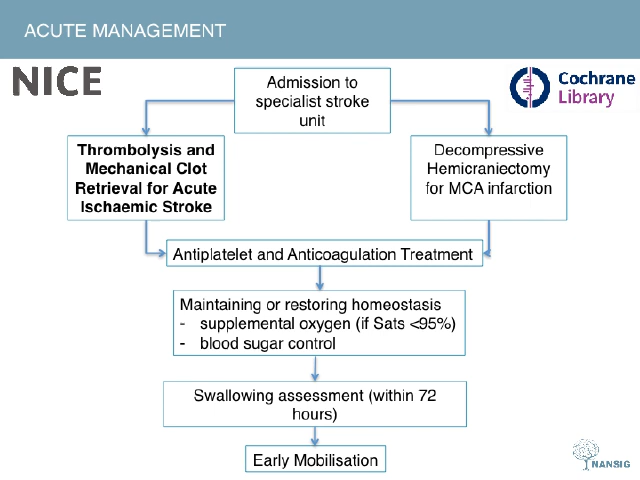 ACUTE MANAGEMENT
NICE
Cochrane
Library
Admission to
specialist stroke
unit
Thrombolysis and
Mechanical Clot
Retrieval for Acute
Ischaemic Stroke
Decompressive
Hemicraniectomy
for MCA infarction
Antiplatelet and Anticoagulation Treatment
Maintaining or restoring homeostasis
- supplemental oxygen (if Sats <95%)
- blood sugar control
Swallowing assessment (within 72
hours)
Early Mobilisation
NANSIG